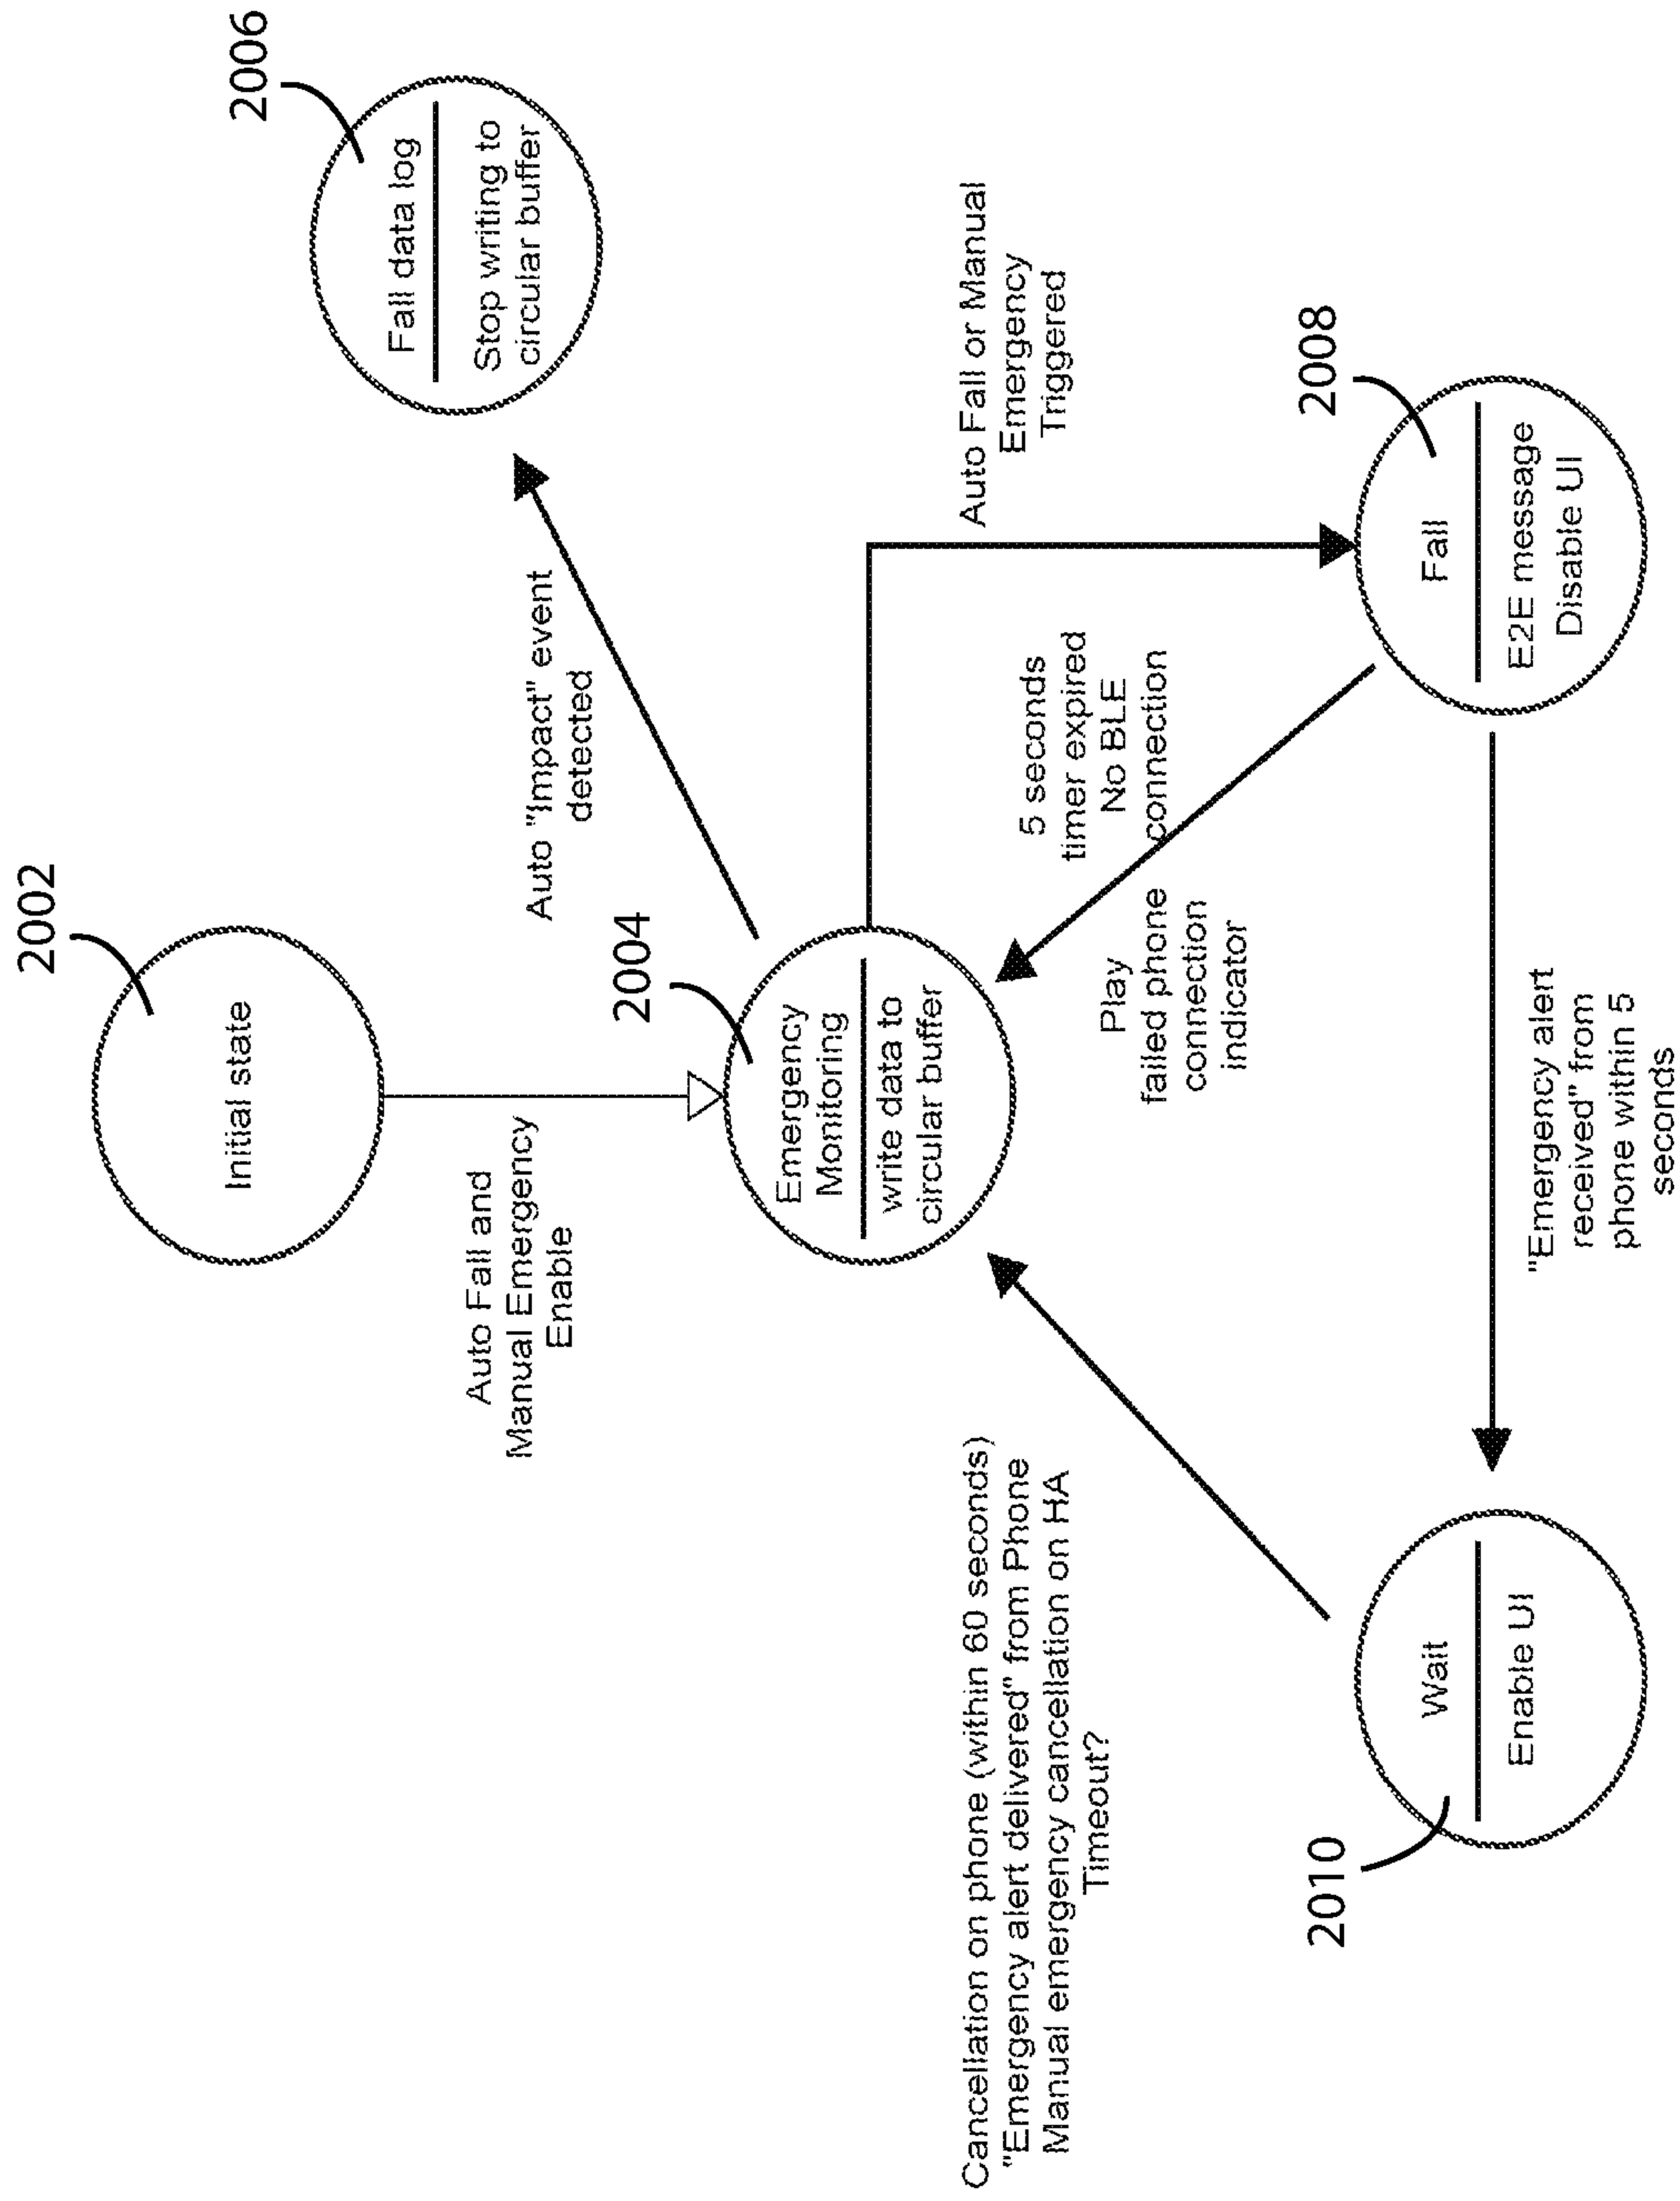 2002
Initial state
Auto Fall and
Manual Emergency
Enable
2004
Emergency
Monitoring
write data to
circular buffer
Auto "Impact" event
detected
2006
Fall data log
Stop writing to
circular buffer
Auto Fall or Manual
Emergency
Triggered
5 seconds
timer expired
No BLE
connection
Play
failed phone
connection
indicator
2008
Fall
E2E message
Disable UI
"Emergency alert
received" from
phone within 5
seconds
Cancellation on phone (within 60 seconds)
"Emergency alert delivered" from Phone
Manual emergency cancellation on HA
Timeout?
2010
Wait
Enable UI